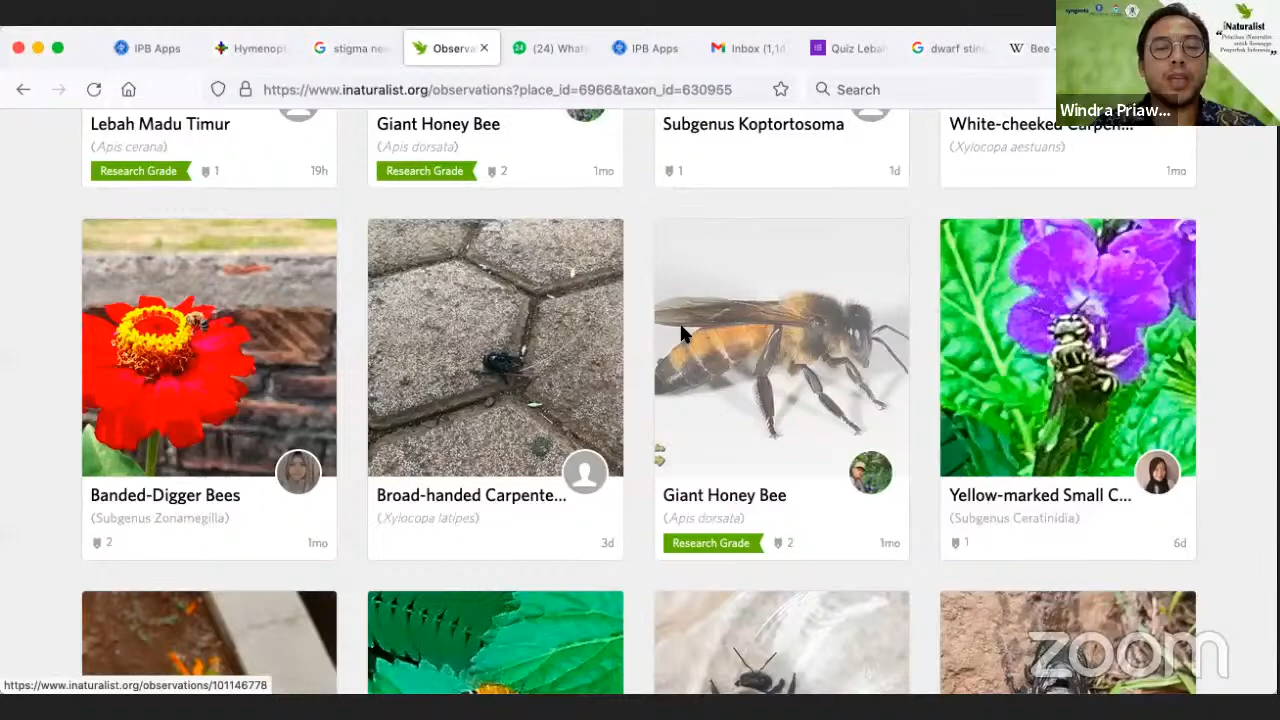 IPB Apps
Hymenopt
stigma ne
Observa
(24) What
IPB Apps
Inbox (1,1
Quiz Lebah
dwarf stin
Bee -
https://www.inaturalist.org/observations?place_id=6966&taxon_id=630955
Search
syngenta
iNaturalist
Windra Priaw...
Lebah Madu Timur
(Apis cerana)
Research Grade
1
19h
Giant Honey Bee
(Apis dorsata)
Research Grade
2
1mo
Subgenus Koptortosoma
1
1d
White-cheeked Carpen...
(Xylocopa aestuans)
1mo
Banded-Digger Bees
(Subgenus Zonamegilla)
2
1mo
Broad-handed Carpente...
(Xylocopa latipes)
3d
Giant Honey Bee
(Apis dorsata)
Research Grade
2
1mo
Yellow-marked Small C...
(Subgenus Ceratinidia)
1
6d
https://www.inaturalist.org/observations/101146778
zoom